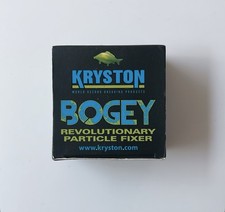 KRYSTON
WORLD RECORD BREAKING PRODUCTS
BOGEY
REVOLUTIONARY
PARTICLE FIXER
www.kryston.com